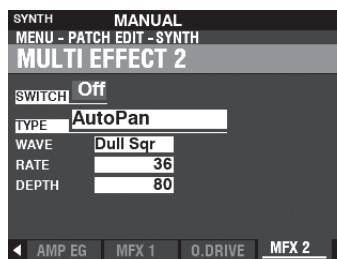 SYNTH MANUAL
MENU - PATCH EDIT - SYNTH
MULTI EFFECT 2
SWITCH Off
TYPE AutoPan
WAVE Dull Sqr
RATE 36
DEPTH 80
AMP EG MFX 1 O.DRIVE MFX 2